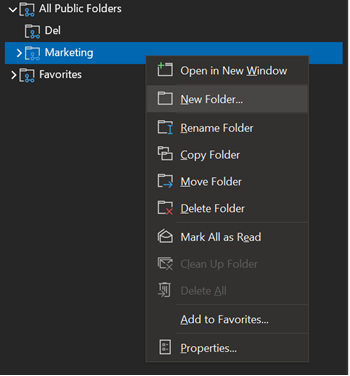 All Public Folders
Del
Marketing
Favorites
Open in New Window
New Folder...
Rename Folder
Copy Folder
Move Folder
Delete Folder
Mark All as Read
Clean Up Folder
Delete All
Add to Favorites...
Properties...